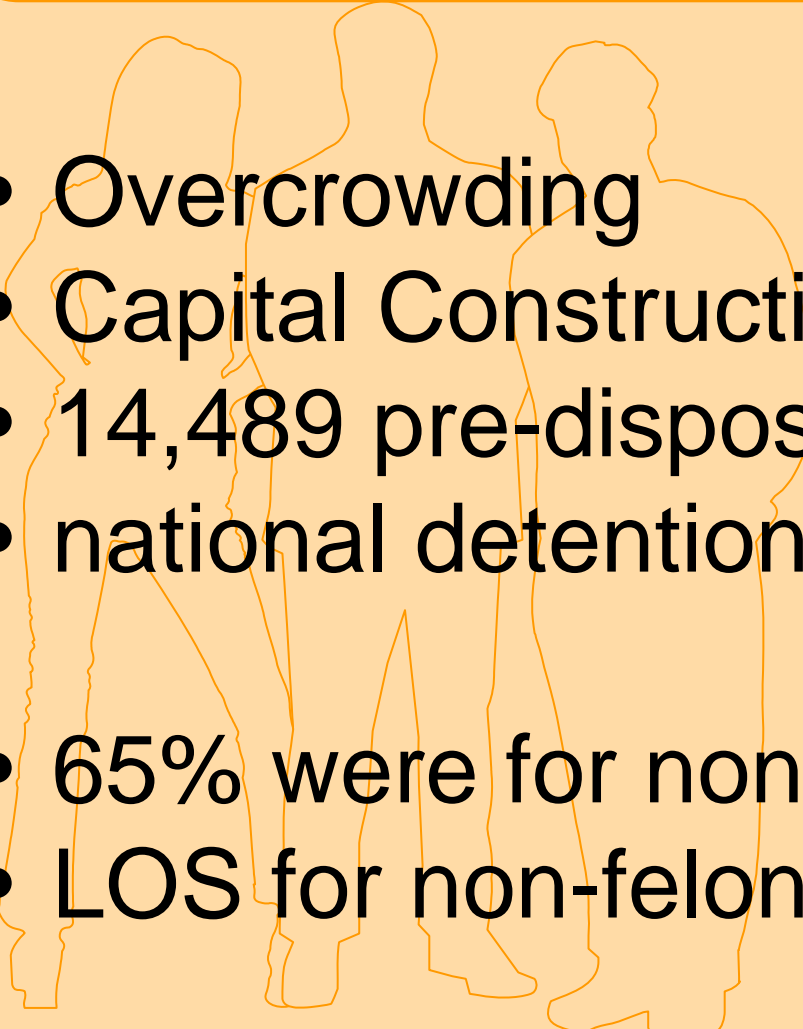 • Overcrowding
• Capital Constructi
• 14,489 pre-dispos
• national detention
• 65% were for non
• LOS for non-felon